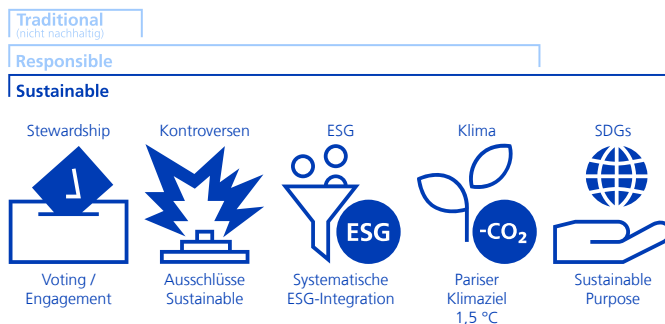 Traditional
(nicht nachhaltig)
Responsible
Sustainable
Stewardship
Kontroversen
ESG
Klima
SDGs
ESG
-CO₂
Voting /
Engagement
Ausschlüsse
Sustainable
Systematische
ESG-Integration
Pariser
Klimaziel
1,5 °C
Sustainable
Purpose